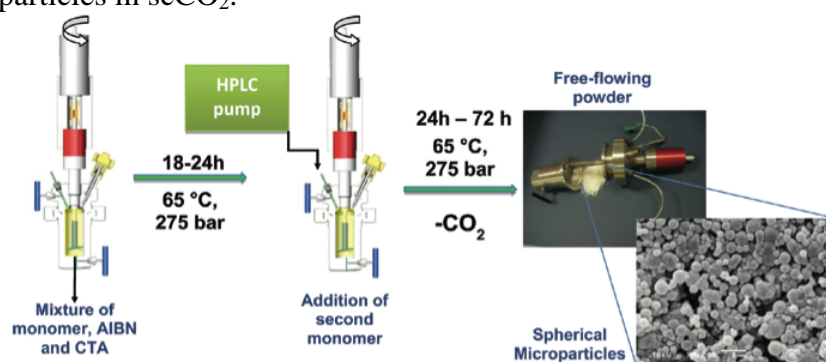 particles in scCO2.
HPLC
pump
18-24h
65 °C,
275 bar
24h – 72 h
65 °C,
275 bar
-CO2
Free-flowing
powder
Mixture of
monomer, AIBN
and CTA
Addition of
second
monomer
Spherical
Microparticles